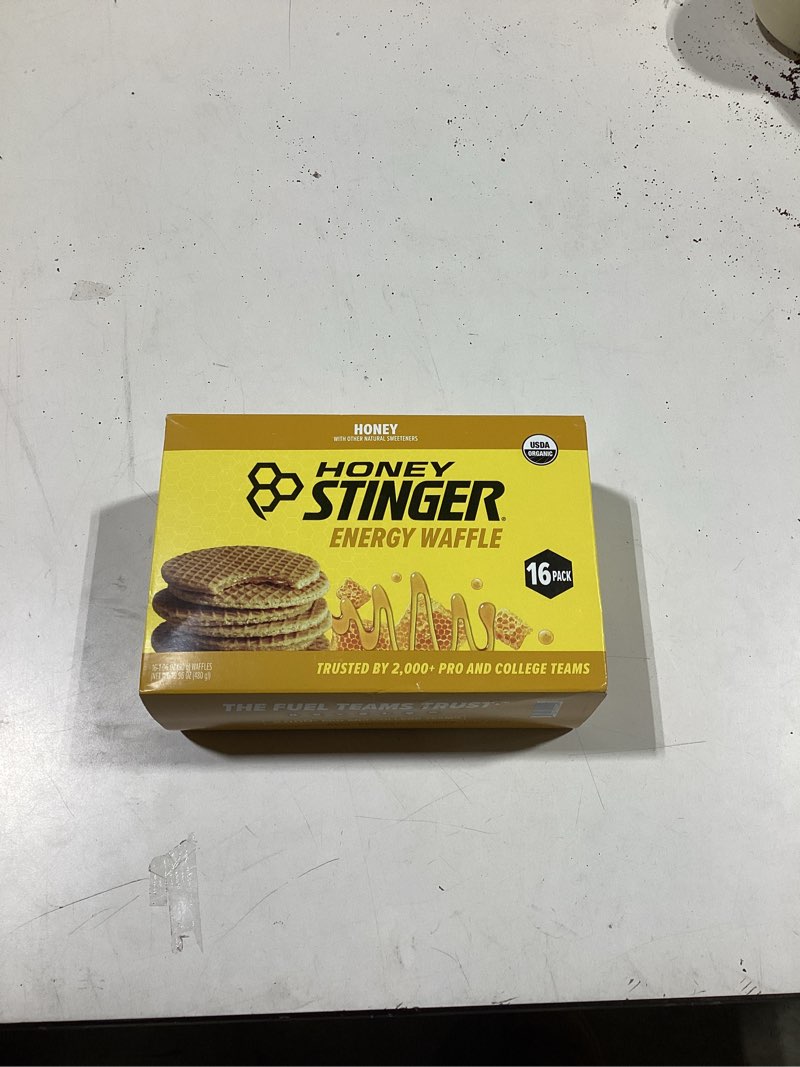 HONEY
WITH OTHER NATURAL SWEETENERS
USDA
ORGANIC
HONEY
STINGER
ENERGY WAFFLE
16 PACK
WAFFLES
TRUSTED BY 2,000+ PRO AND COLLEGE TEAMS
THE FUEL TEAMS TRUST